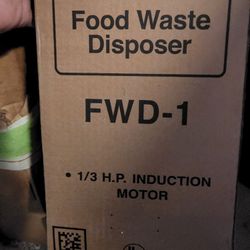 Food Waste
Disposer
FWD-1
• 1/3 H.P. INDUCTION
MOTOR